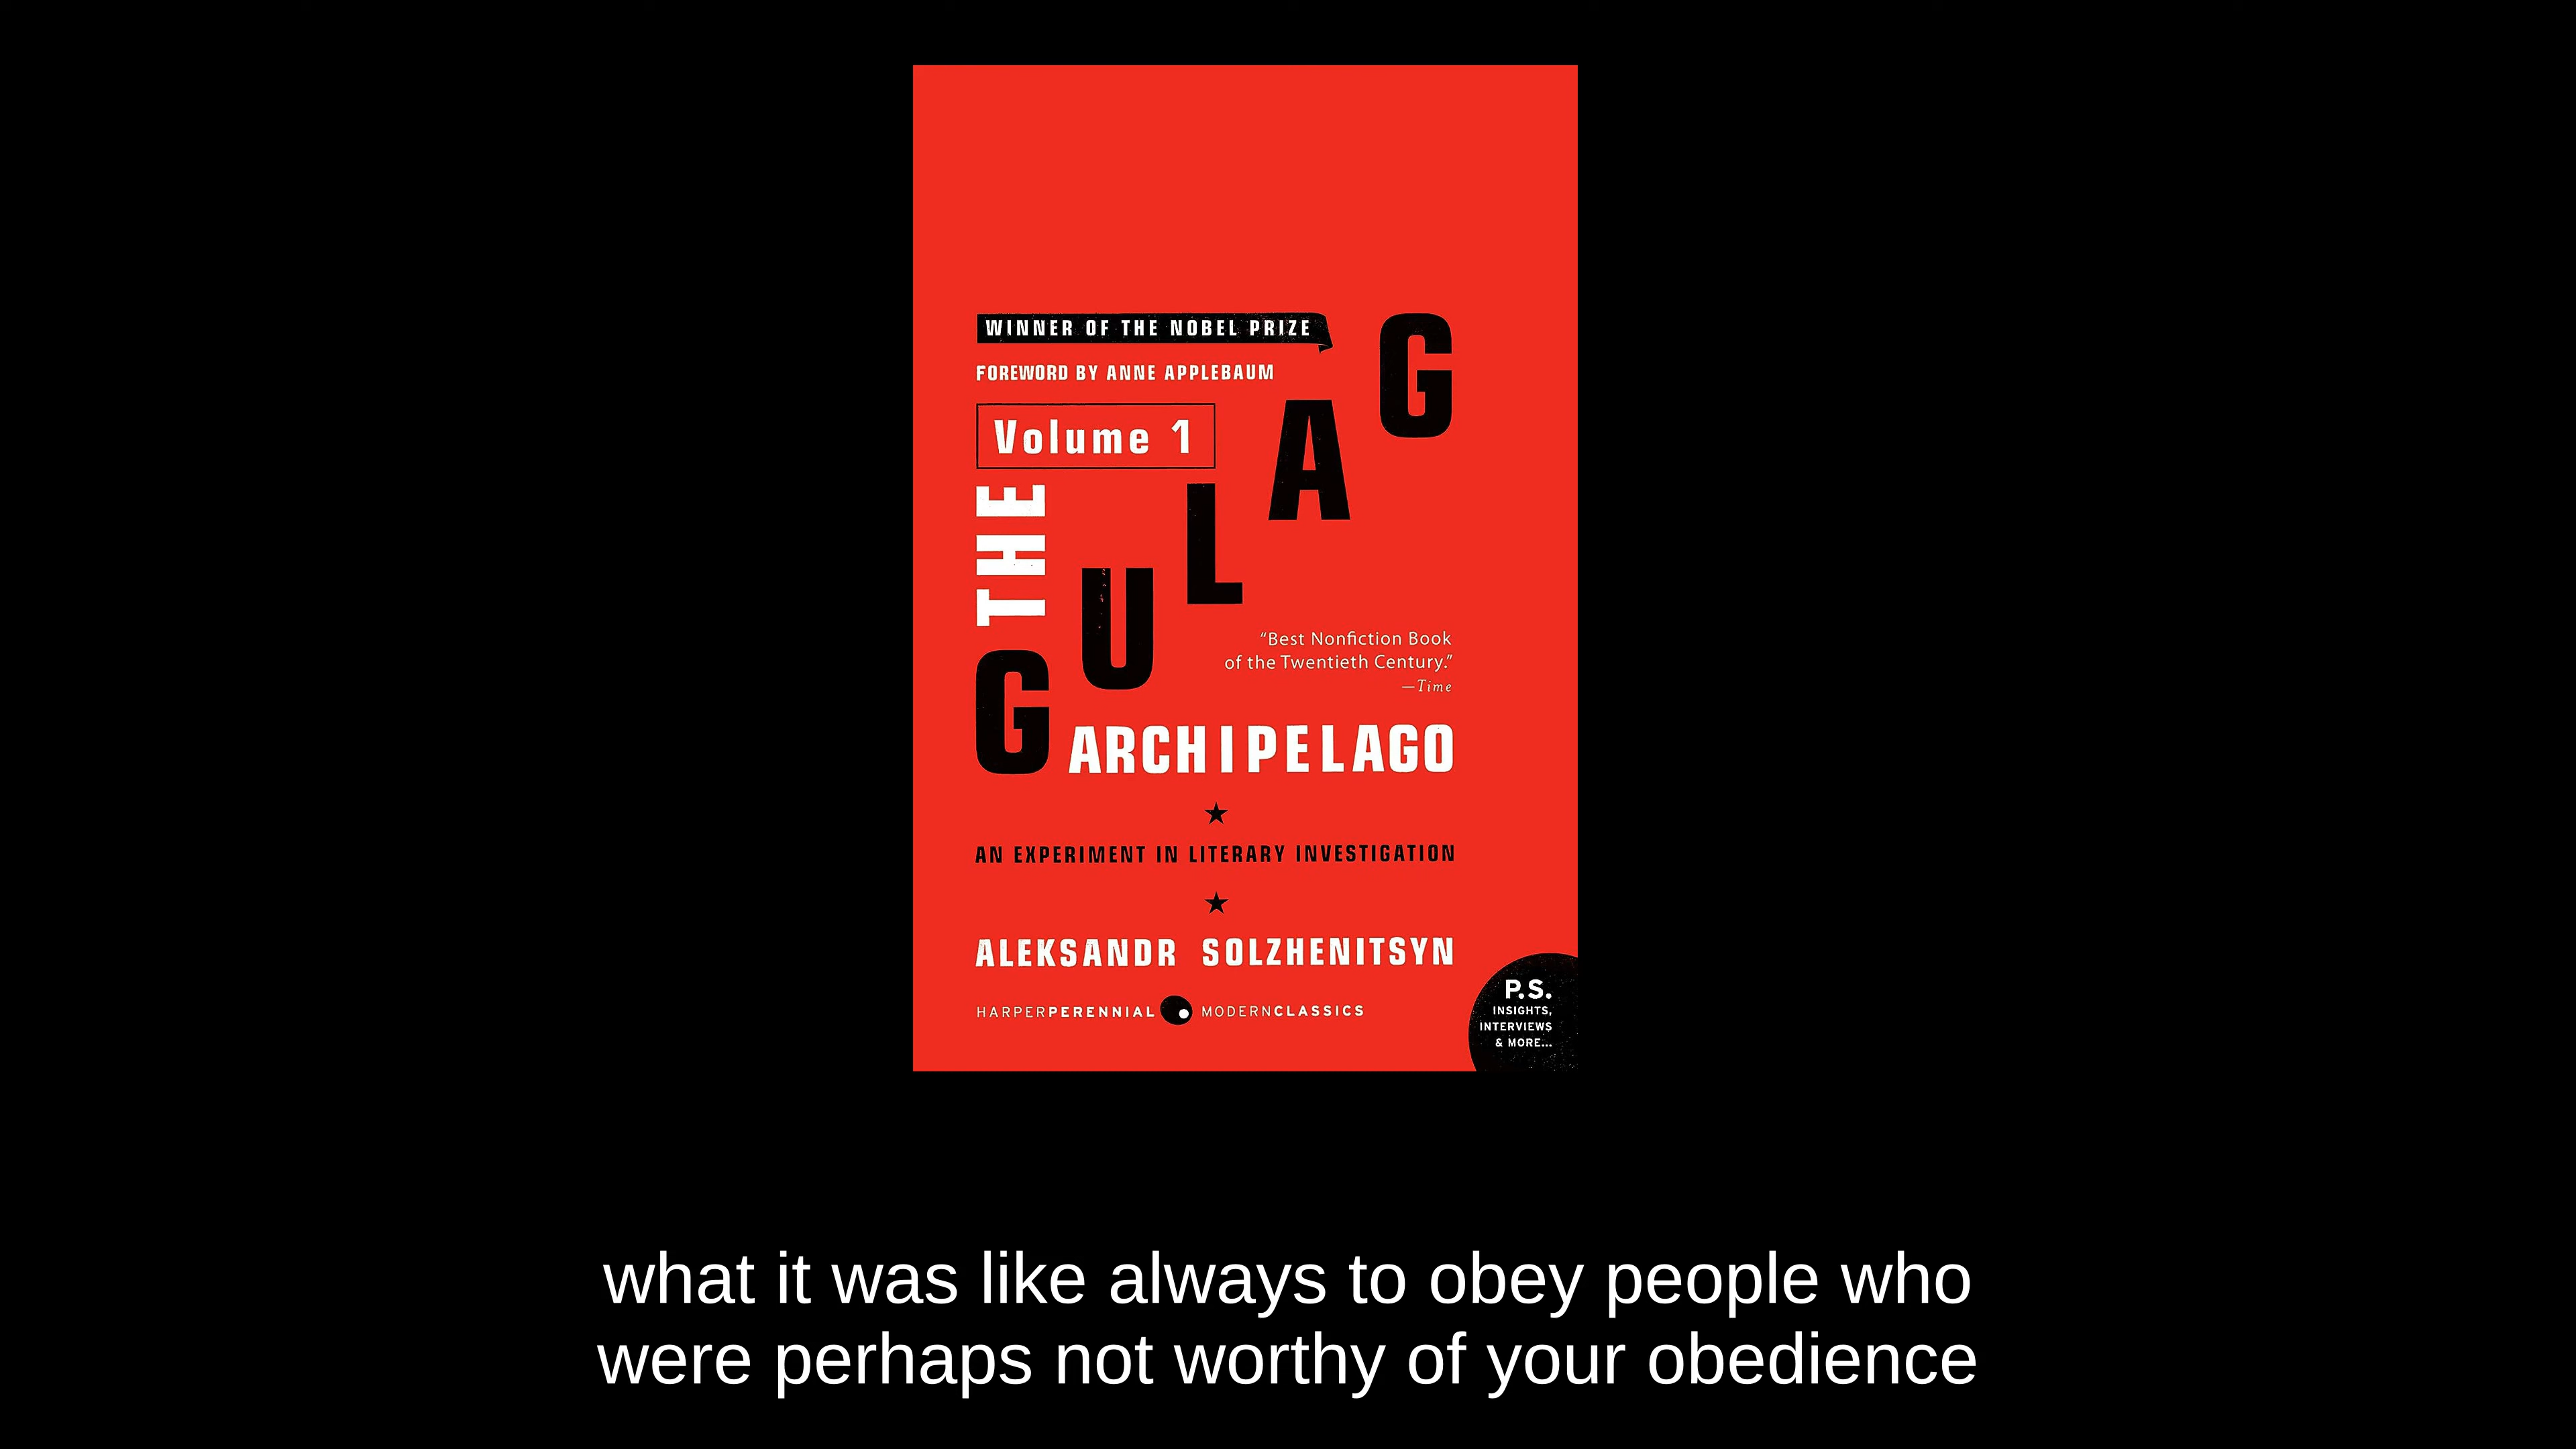 WINNER OF THE NOBEL PRIZE
FOREWORD BY ANNE APPLEBAUM
Volume 1
THE
GULAG
"Best Nonfiction Book
of the Twentieth Century."
—Time
ARCHIPELAGO
AN EXPERIMENT IN LITERARY INVESTIGATION
ALEKSANDR SOLZHENITSYN
HARPERPERENNIAL MODERNCLASSICS
P.S.
INSIGHTS,
INTERVIEWS
& MORE...
what it was like always to obey people who
were perhaps not worthy of your obedience